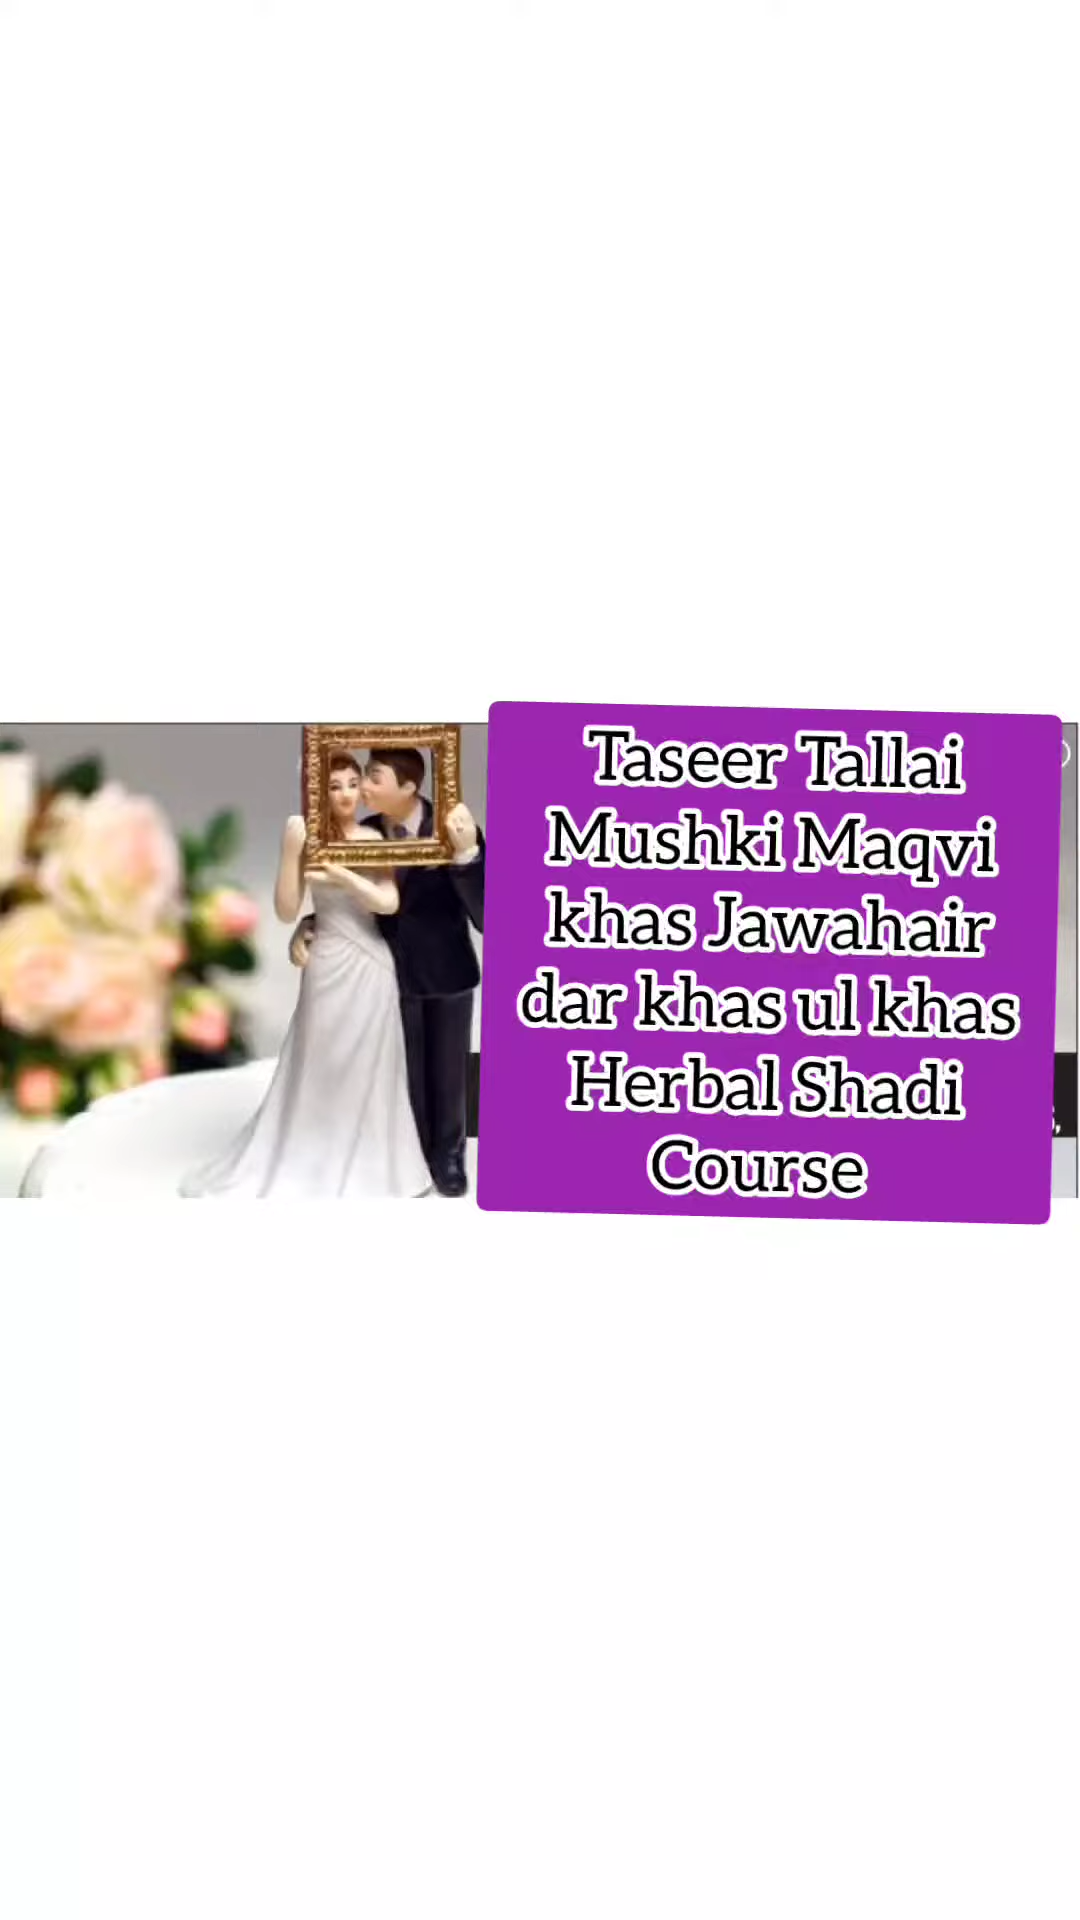 Taseer Tallai
Mushki Maqvi
khas Jawahair
dar khas ul khas
Herbal Shadi
Course